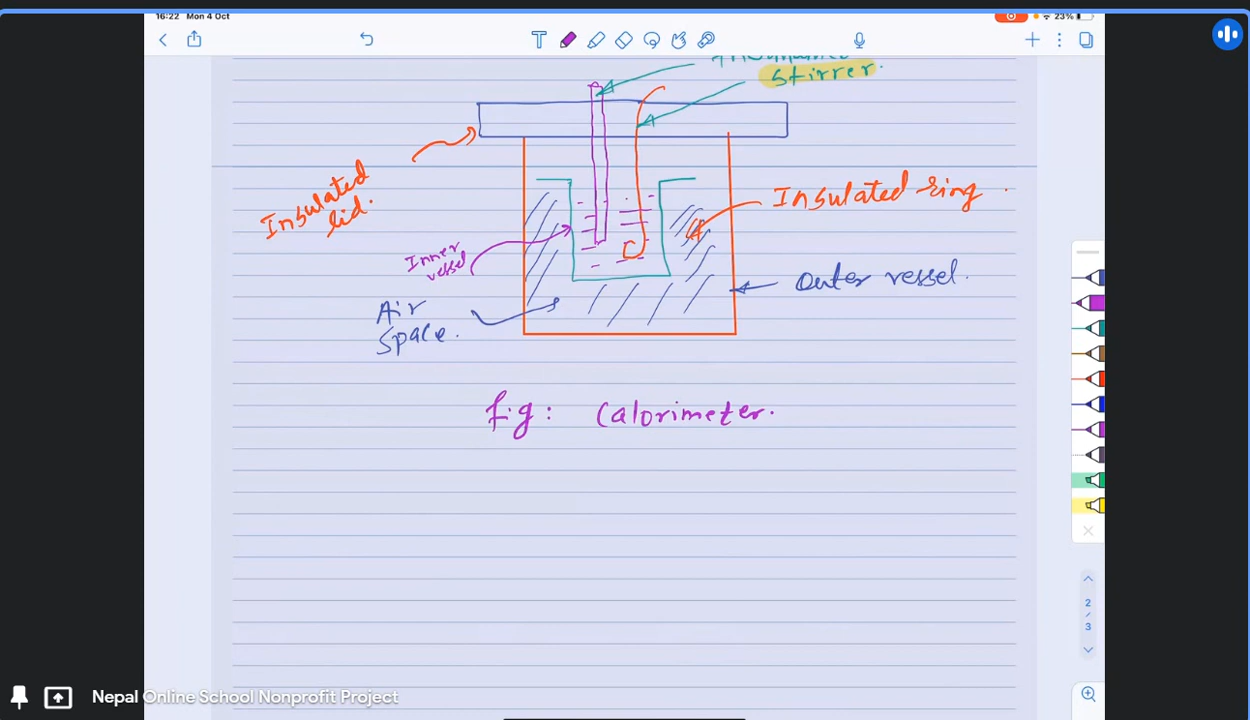 16:22 Mon 4 Oct
23%
T
stirrer.
Insulated
lid.
Insulated ring
Inner
vessel
Outer vessel.
Air
Space.
fig: Calorimeter.
2
/
3
Nepal Online School Nonprofit Project